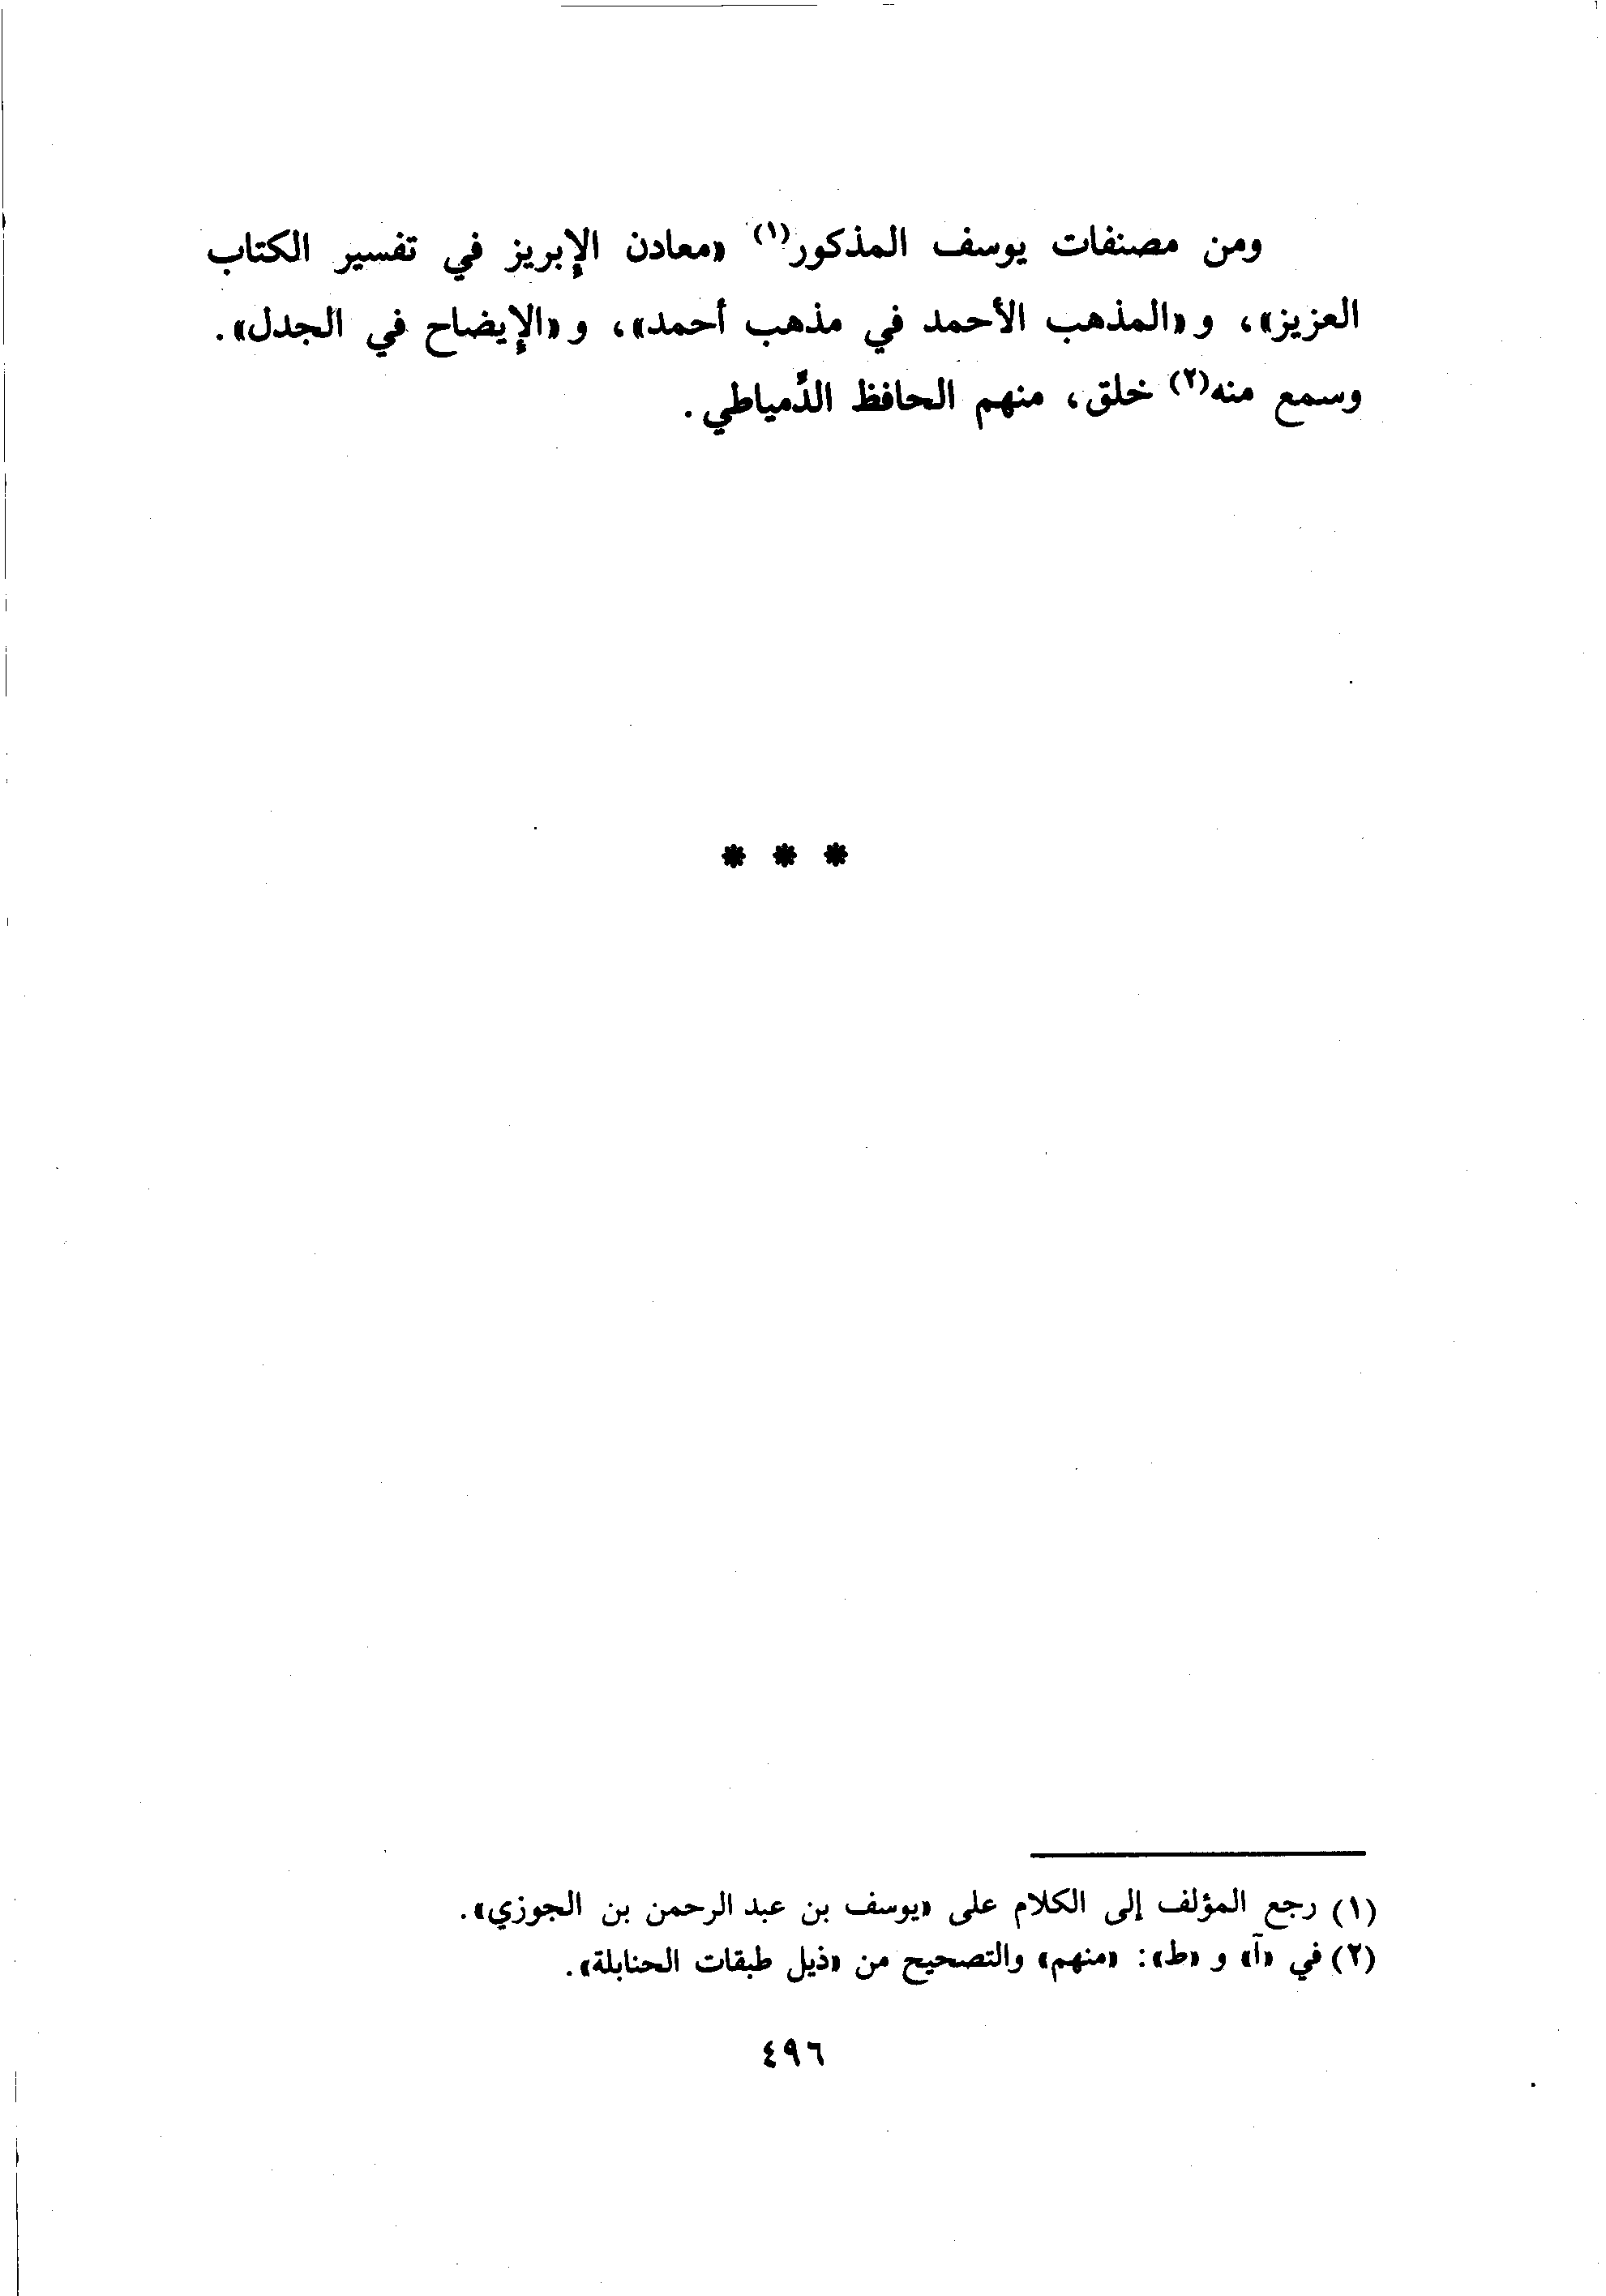 ومن مصنفات يوسف المذكور(١) «معادن الإبريز في تفسير الكتاب
العزيز»، و «المذهب الأحمد في مذهب أحمد»، و «الإيضاح في الجدل».
وسمع منه(٢) خلق، منهم الحافظ الدِّمياطي.
* * *
(١) رجع المؤلف إلى الكلام على «يوسف بن عبد الرحمن بن الجوزي».
(٢) في «آ» و «ط»: «منهم» والتصحيح من «ذيل طبقات الحنابلة».
٤٩٦